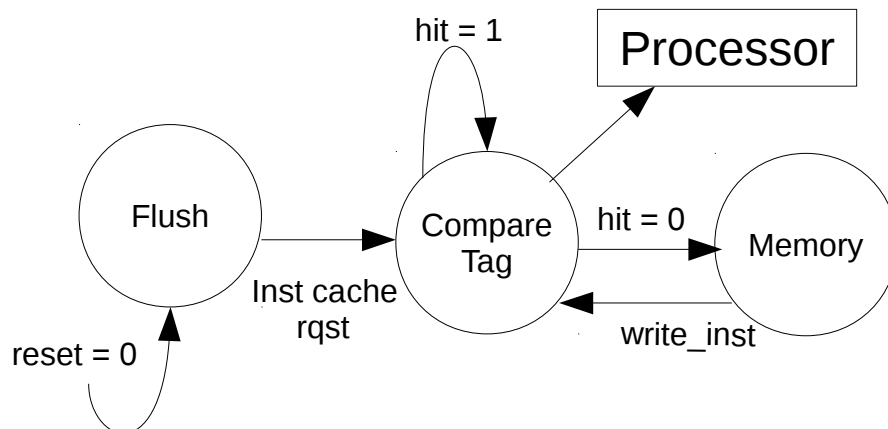 hit = 1
Processor
Flush
Compare
Tag
hit = 0
Memory
Inst cache
rqst
write_inst
reset = 0